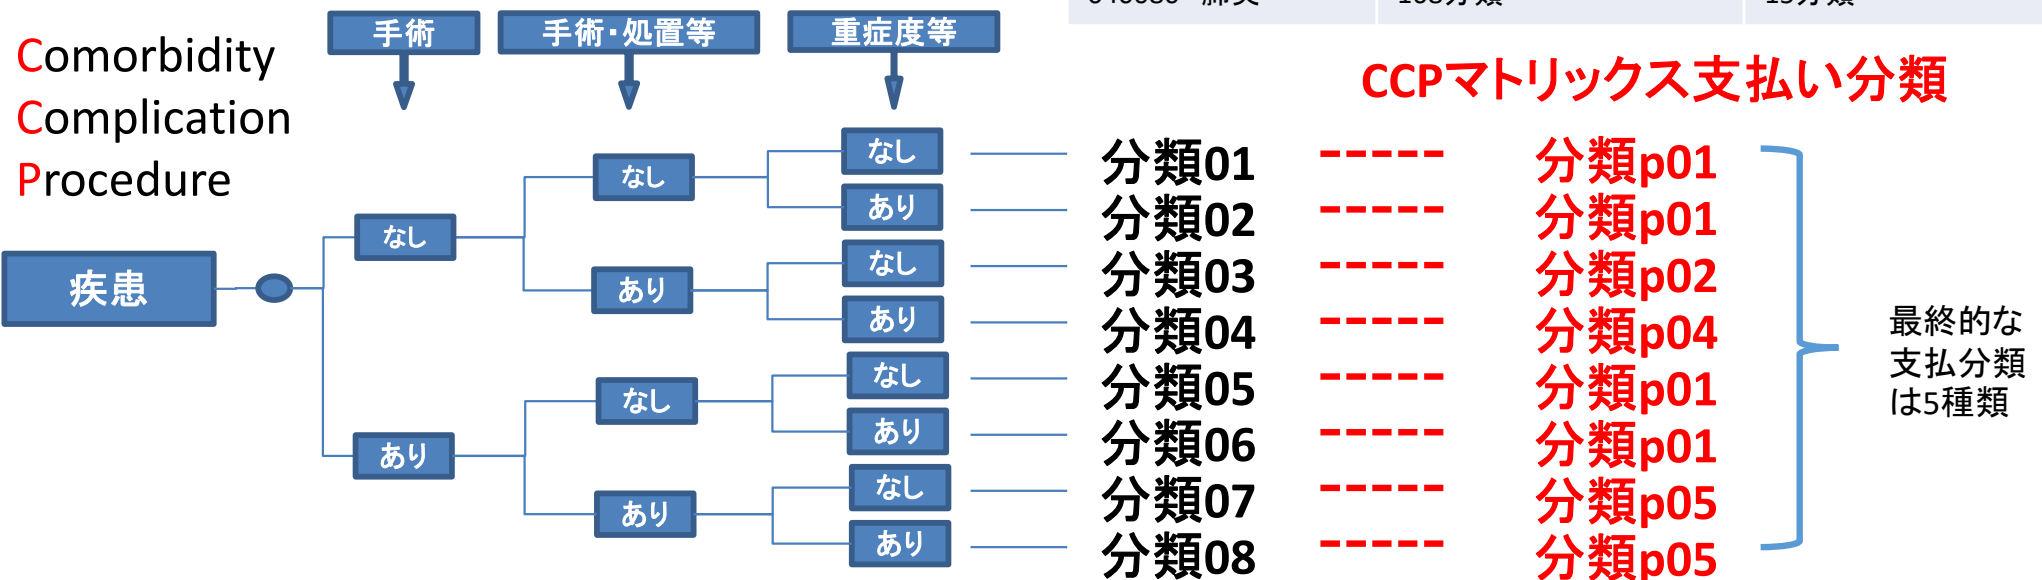 Comorbidity
Complication
Procedure
手術
手術・処置等
重症度等
CCPマトリックス支払い分類
疾患
なし
あり
なし
あり
なし
あり
なし
あり
なし
あり
なし
あり
なし
あり
分類01 ----- 分類p01
分類02 ----- 分類p01
分類03 ----- 分類p02
分類04 ----- 分類p04
分類05 ----- 分類p01
分類06 ----- 分類p01
分類07 ----- 分類p05
分類08 ----- 分類p05
最終的な
支払分類
は5種類